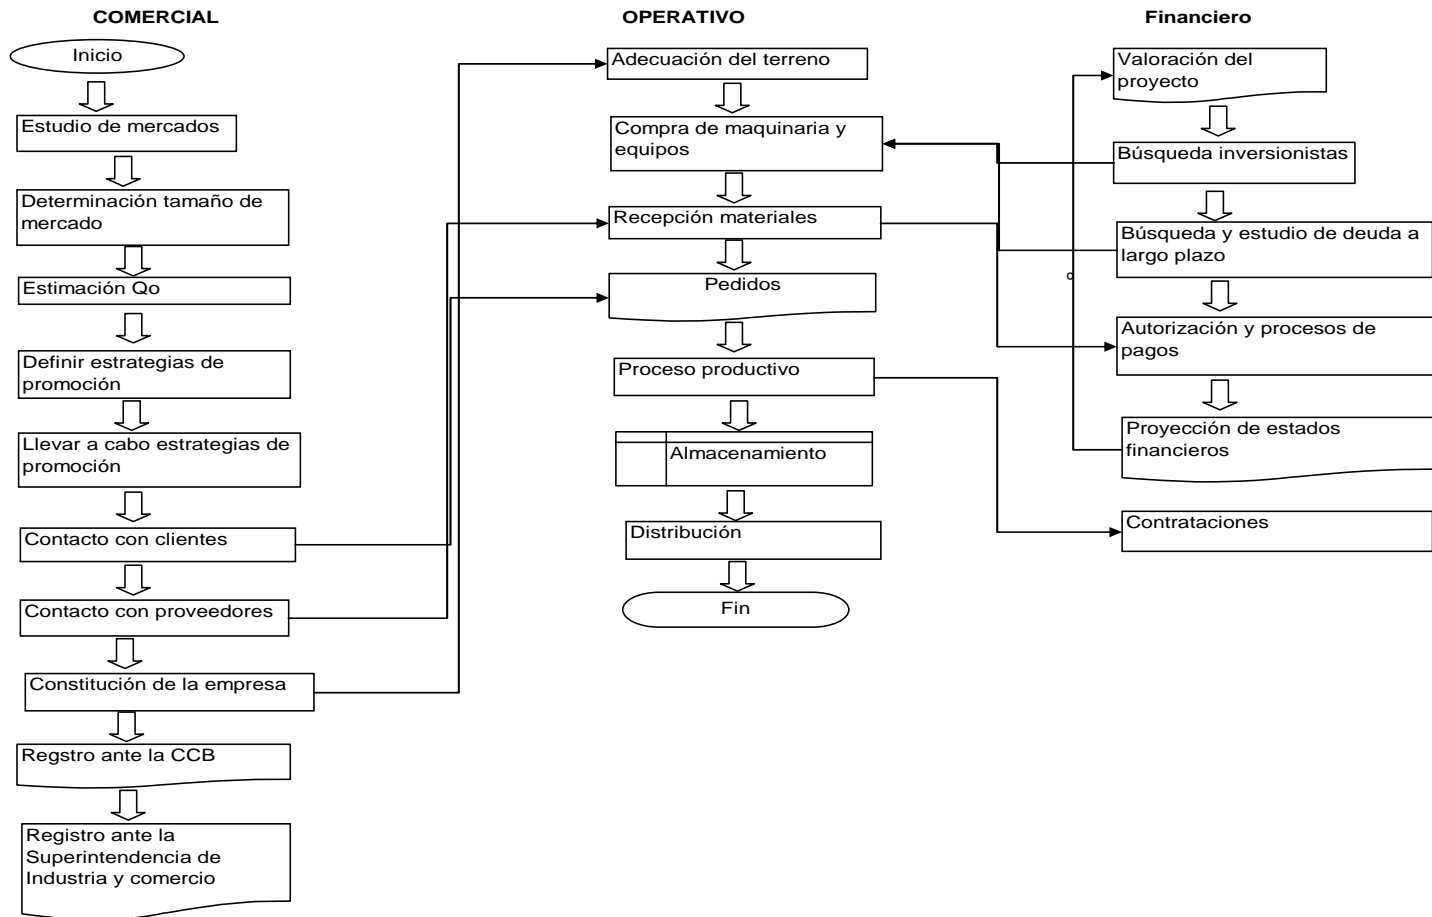 COMERCIAL
Inicio
Estudio de mercados
Determinación tamaño de
mercado
Estimación Qo
Definir estrategias de
promoción
Llevar a cabo estrategias de
promoción
Contacto con clientes
Contacto con proveedores
Constitución de la empresa
Regstro ante la CCB
Registro ante la
Superintendencia de
Industria y comercio
OPERATIVO
Adecuación del terreno
Compra de maquinaria y
equipos
Recepción materiales
Pedidos
Proceso productivo
Almacenamiento
Distribución
Fin
Financiero
Valoración del
proyecto
Búsqueda inversionistas
Búsqueda y estudio de deuda a
largo plazo
Autorización y procesos de
pagos
Proyección de estados
financieros
Contrataciones